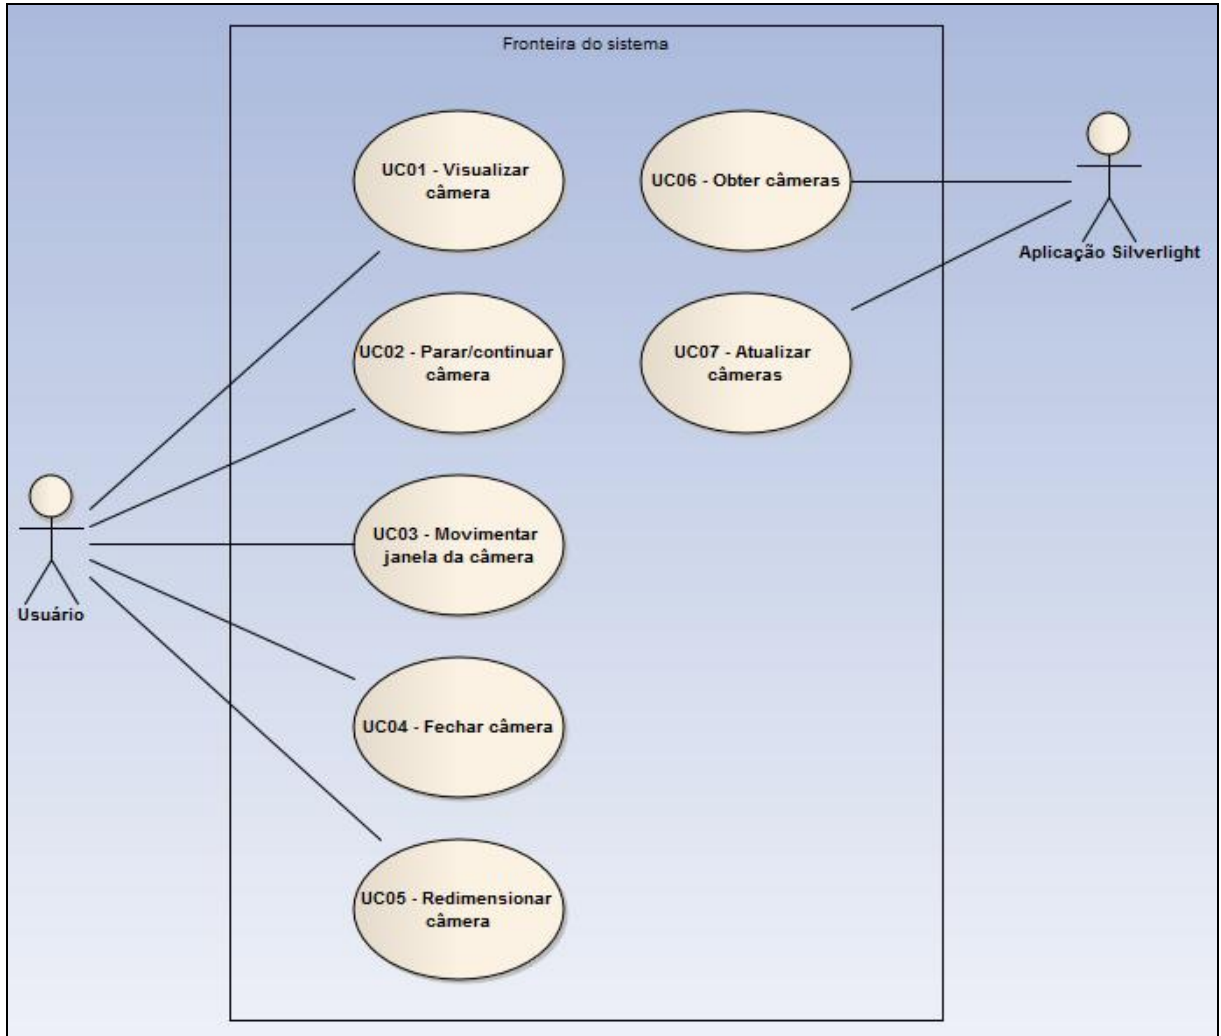 Fronteira do sistema
UC01 - Visualizar
câmera
UC06 - Obter câmeras
Aplicação Silverlight
UC02 - Parar/continuar
câmera
UC07 - Atualizar
câmeras
UC03 - Movimentar
janela da câmera
Usuário
UC04 - Fechar câmera
UC05 - Redimensionar
câmera